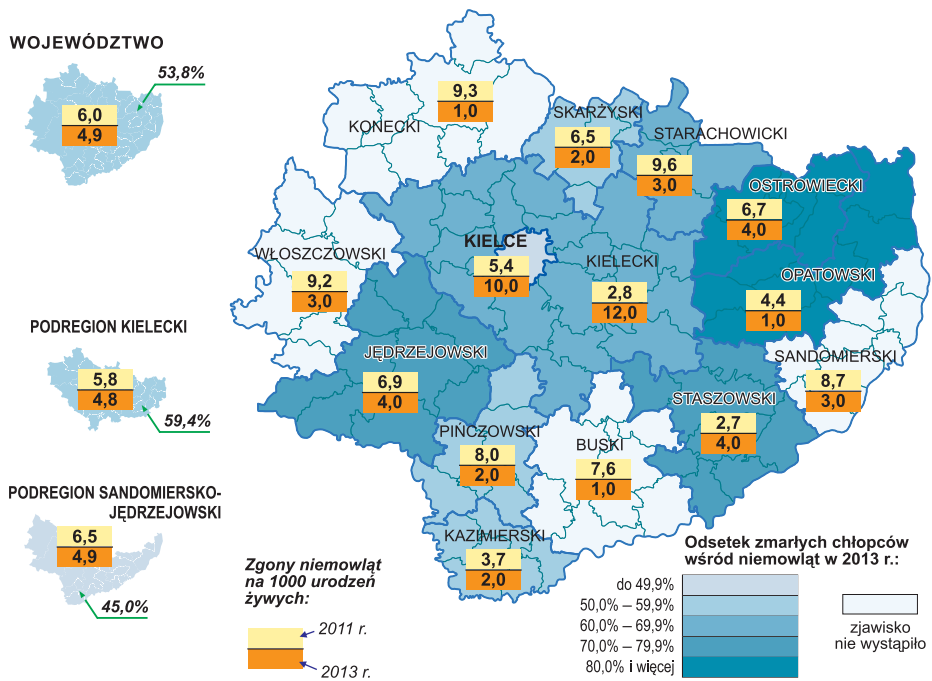 WOJEWÓDZTWO
53,8%
6,0
4,9
PODREGION KIELECKI
5,8
4,8
59,4%
PODREGION SANDOMIERSKO-
JĘDRZEJOWSKI
6,5
4,9
45,0%
KONECKI
9,3
1,0
SKARŻYSKI
6,5
2,0
STARACHOWICKI
9,6
3,0
OSTROWIECKI
6,7
4,0
WŁOSZCZOWSKI
9,2
3,0
KIELCE
5,4
10,0
KIELECKI
2,8
12,0
OPATOWSKI
4,4
1,0
JĘDRZEJOWSKI
6,9
4,0
SANDOMIERSKI
8,7
3,0
STASZOWSKI
2,7
4,0
PIŃCZOWSKI
8,0
2,0
BUSKI
7,6
1,0
KAZIMIERSKI
3,7
2,0
Zgony niemowląt
na 1000 urodzeń
żywych:
2011 r.
2013 r.
Odsetek zmarłych chłopców
wśród niemowląt w 2013 r.:
do 49,9%
50,0% – 59,9%
60,0% – 69,9%
70,0% – 79,9%
80,0% i więcej
zjawisko
nie wystąpiło